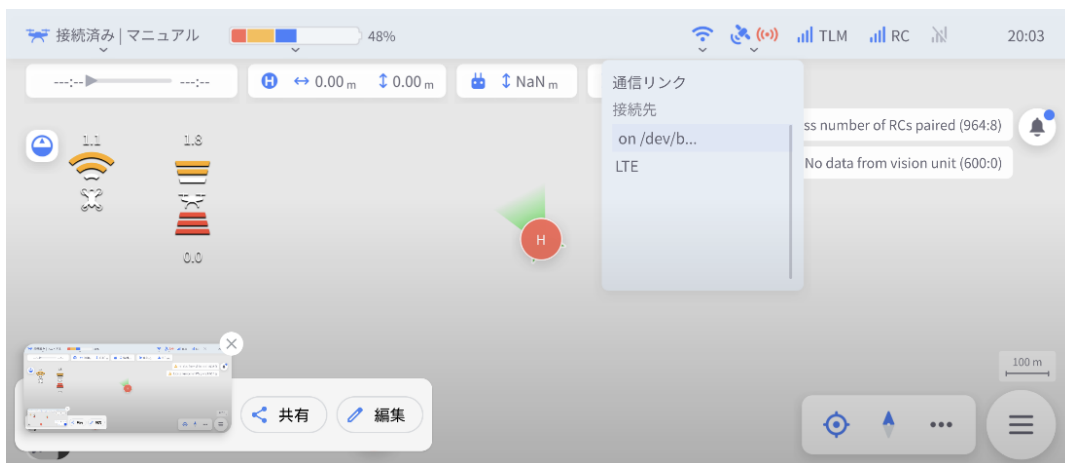 接続済み | マニュアル
48%
TLM
RC
20:03
---:--
---:--
H
0.00 m
0.00 m
NaN m
通信リンク
接続先
on /dev/b...
LTE
ss number of RCs paired (964:8)
No data from vision unit (600:0)
1.1
1.8
0.0
H
100 m
共有
編集